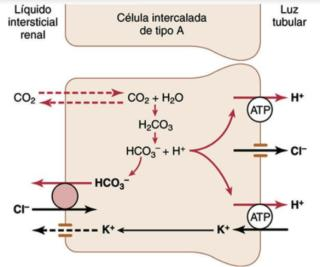 Líquido
intersticial
renal
Célula intercalada
de tipo A
Luz
tubular
CO₂
CO₂ + H₂O
H⁺
ATP
H₂CO₃
HCO₃⁻ + H⁺
Cl⁻
HCO₃⁻
H⁺
Cl⁻
ATP
K⁺
K⁺